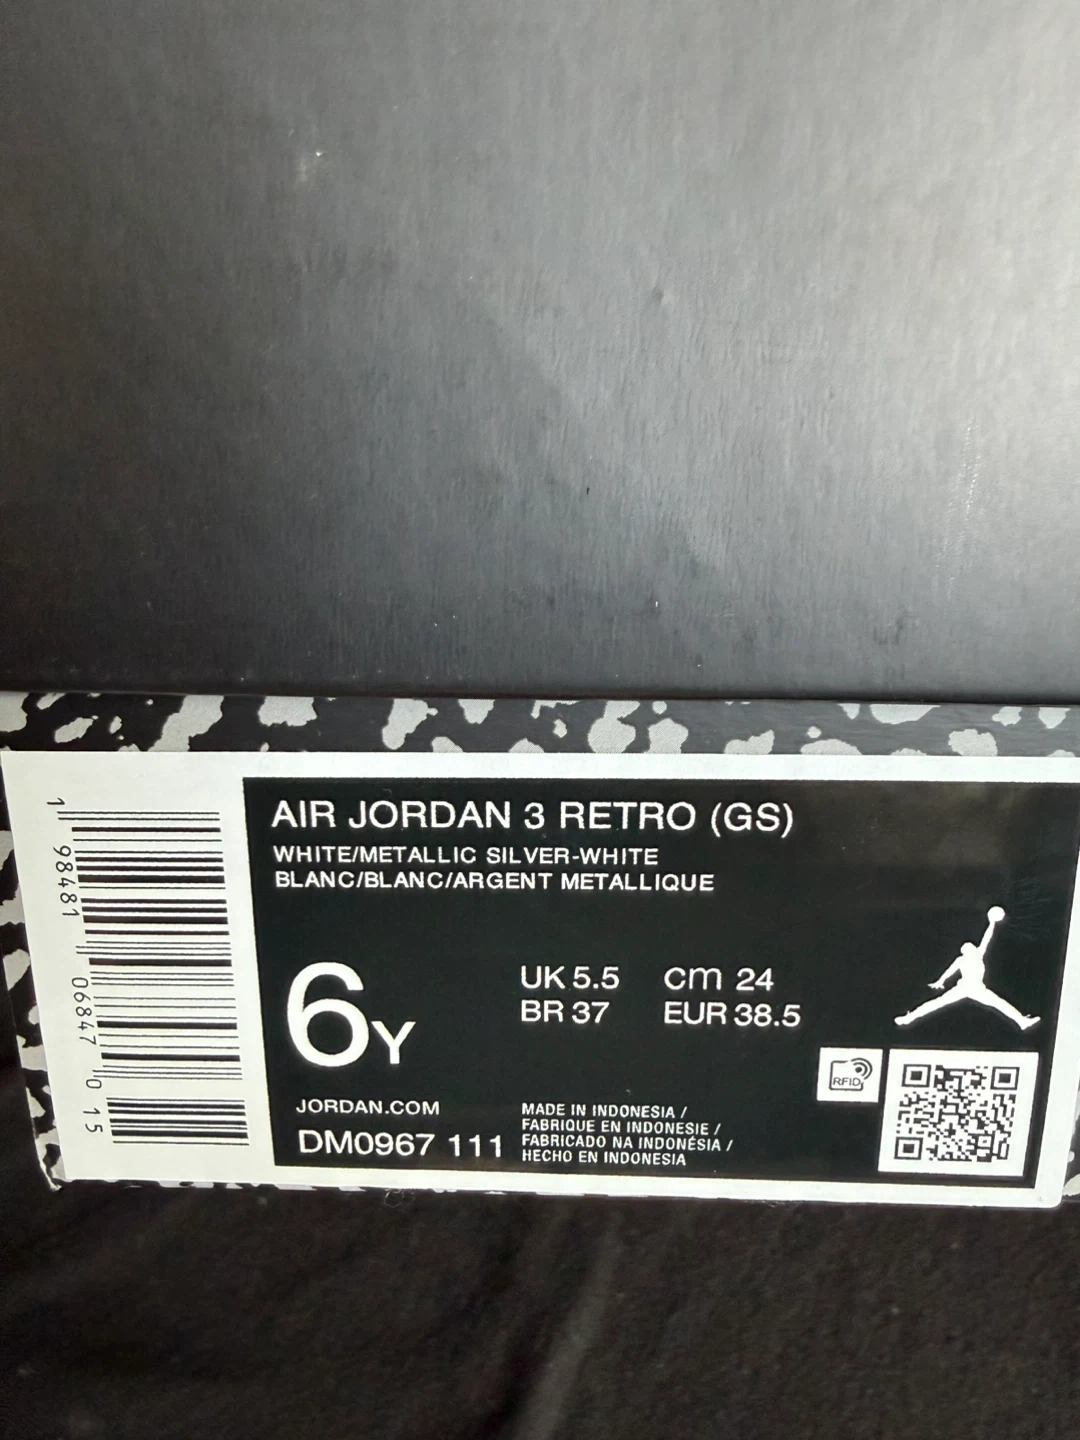 AIR JORDAN 3 RETRO (GS)
WHITE/METALLIC SILVER-WHITE
BLANC/BLANC/ARGENT METALLIQUE
6Y
UK 5.5 cm 24
BR 37 EUR 38.5
RFID
JORDAN.COM
DM0967 111
MADE IN INDONESIA /
FABRIQUE EN INDONESIE /
FABRICADO NA INDONÉSIA /
HECHO EN INDONESIA
1 98481 06847 0 15